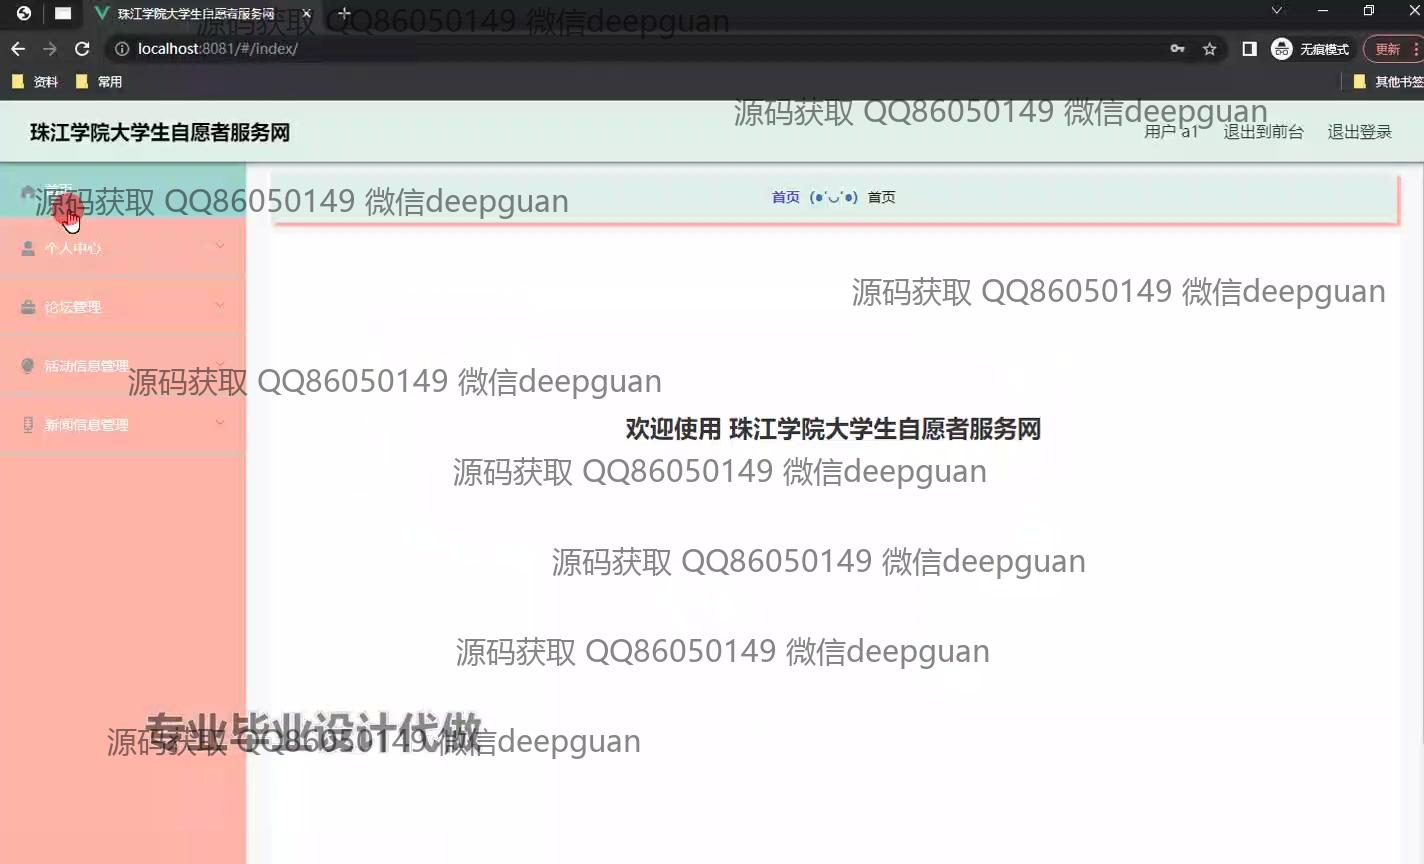 珠江学院大学生自愿者服务网
源码获取 QQ86050149 微信deepguan
localhost:8081/#/index/
无痕模式
更新
资料
常用
其他书签
源码获取 QQ86050149 微信deepguan
珠江学院大学生自愿者服务网
用户 a1
退出到前台
退出登录
首页
源码获取 QQ86050149 微信deepguan
首页 (●'◡'●) 首页
个人中心
论坛管理
源码获取 QQ86050149 微信deepguan
活动信息管理
源码获取 QQ86050149 微信deepguan
新闻信息管理
欢迎使用 珠江学院大学生自愿者服务网
源码获取 QQ86050149 微信deepguan
源码获取 QQ86050149 微信deepguan
源码获取 QQ86050149 微信deepguan
专业毕业设计代做
源码获取 QQ86050149 微信deepguan